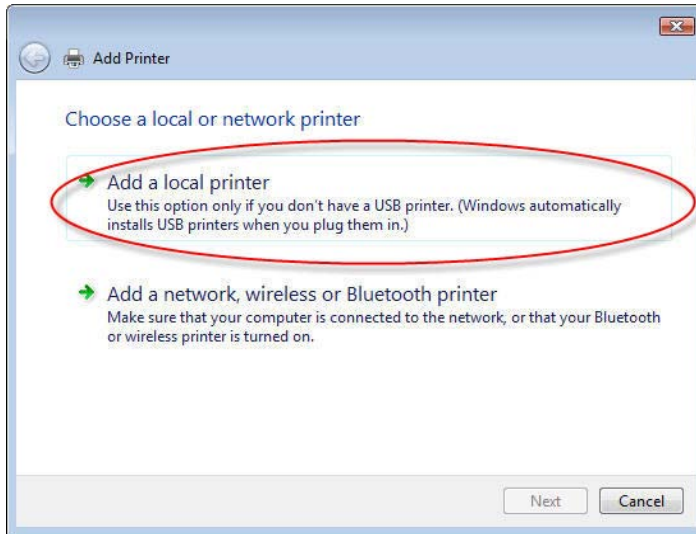 Add Printer
Choose a local or network printer
Add a local printer
Use this option only if you don't have a USB printer. (Windows automatically
installs USB printers when you plug them in.)
Add a network, wireless or Bluetooth printer
Make sure that your computer is connected to the network, or that your Bluetooth
or wireless printer is turned on.
Next
Cancel